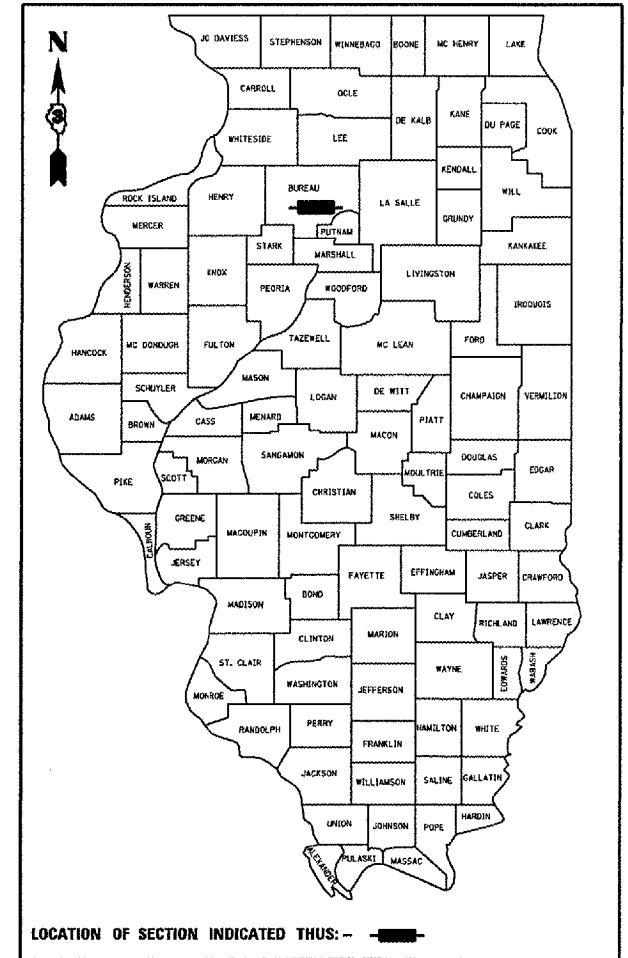 JO DAVIESS STEPHENSON WINNEBAGO BOONE MC HENRY LAKE
N
CARROLL OGLE
DE KALB KANE DU PAGE COOK
WHITESIDE LEE
KENDALL
ROCK ISLAND HENRY BUREAU LA SALLE WILL
MERCER PUTNAM GRUNDY
STARK MARSHALL KANKAKEE
HENDERSON WARREN KNOX PEORIA WOODFORD LIVINGSTON IROQUOIS
HANCOCK MC DONOUGH FULTON TAZEWELL MC LEAN FORD
MASON
SCHUYLER LOGAN DE WITT CHAMPAIGN VERMILION
ADAMS BROWN CASS MENARD PIATT
MACON
MORGAN SANGAMON DOUGLAS EDGAR
PIKE SCOTT MOULTRIE
CHRISTIAN COLES
CALHOUN GREENE MACOUPIN MONTGOMERY SHELBY CUMBERLAND CLARK
JERSEY
FAYETTE EFFINGHAM JASPER CRAWFORD
MADISON BOND
CLAY RICHLAND LAWRENCE
CLINTON MARION
ST. CLAIR WAYNE EDWARDS WABASH
WASHINGTON JEFFERSON
MONROE
RANDOLPH PERRY HAMILTON WHITE
FRANKLIN
JACKSON WILLIAMSON SALINE GALLATIN
UNION JOHNSON POPE HARDIN
ALEXANDER PULASKI MASSAC
LOCATION OF SECTION INDICATED THUS: -